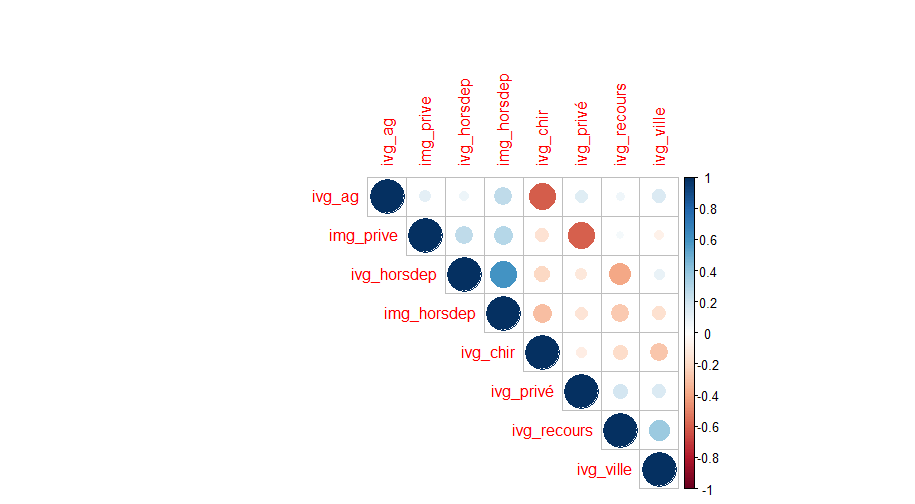 ivg_ag
img_prive
ivg_horsdep
img_horsdep
ivg_chir
ivg_privé
ivg_recours
ivg_ville
ivg_ag
img_prive
ivg_horsdep
img_horsdep
ivg_chir
ivg_privé
ivg_recours
ivg_ville
1
0.8
0.6
0.4
0.2
0
-0.2
-0.4
-0.6
-0.8
-1